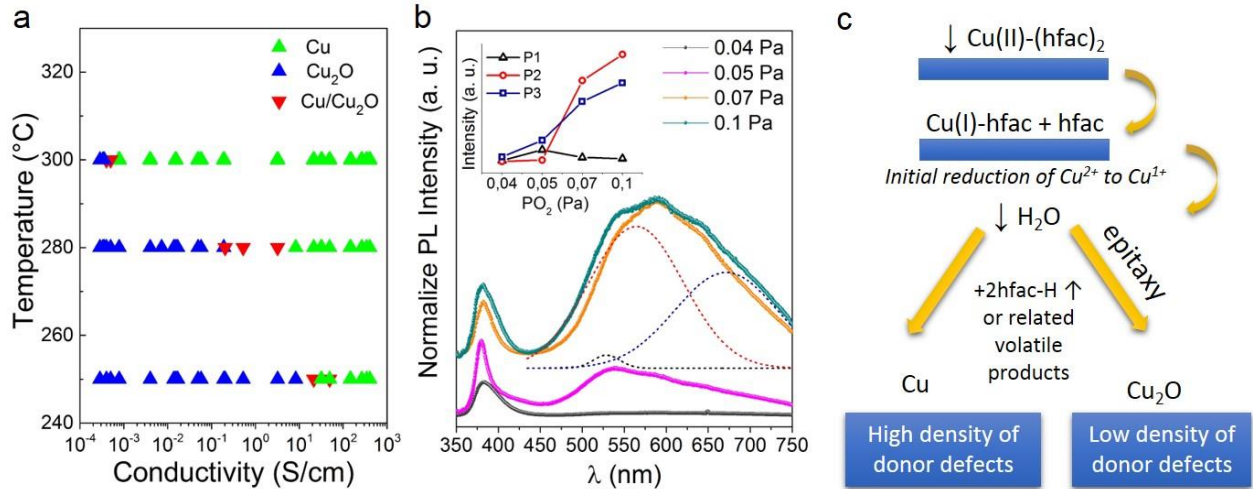 a
Cu
Cu₂O
Cu/Cu₂O
320
300
280
260
240
Temperature (°C)
10⁻⁴ 10⁻³ 10⁻² 10⁻¹ 10⁰ 10¹ 10² 10³
Conductivity (S/cm)
b
P1
P2
P3
Intensity (a. u.)
0,04 0,05 0,07 0,1
PO₂ (Pa)
0.04 Pa
0.05 Pa
0.07 Pa
0.1 Pa
Normalize PL Intensity (a. u.)
350 400 450 500 550 600 650 700 750
λ (nm)
c
↓ Cu(II)-(hfac)₂
Cu(I)-hfac + hfac
Initial reduction of Cu²⁺ to Cu¹⁺
↓ H₂O
epitaxy
+2hfac-H ↑
or related
volatile
products
Cu
Cu₂O
High density of
donor defects
Low density of
donor defects